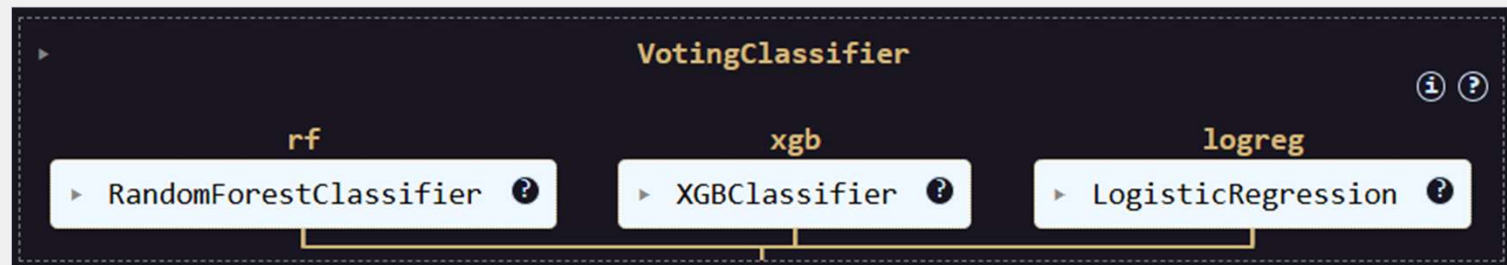 VotingClassifier
i ?
rf xgb logreg
RandomForestClassifier ? XGBClassifier ? LogisticRegression ?